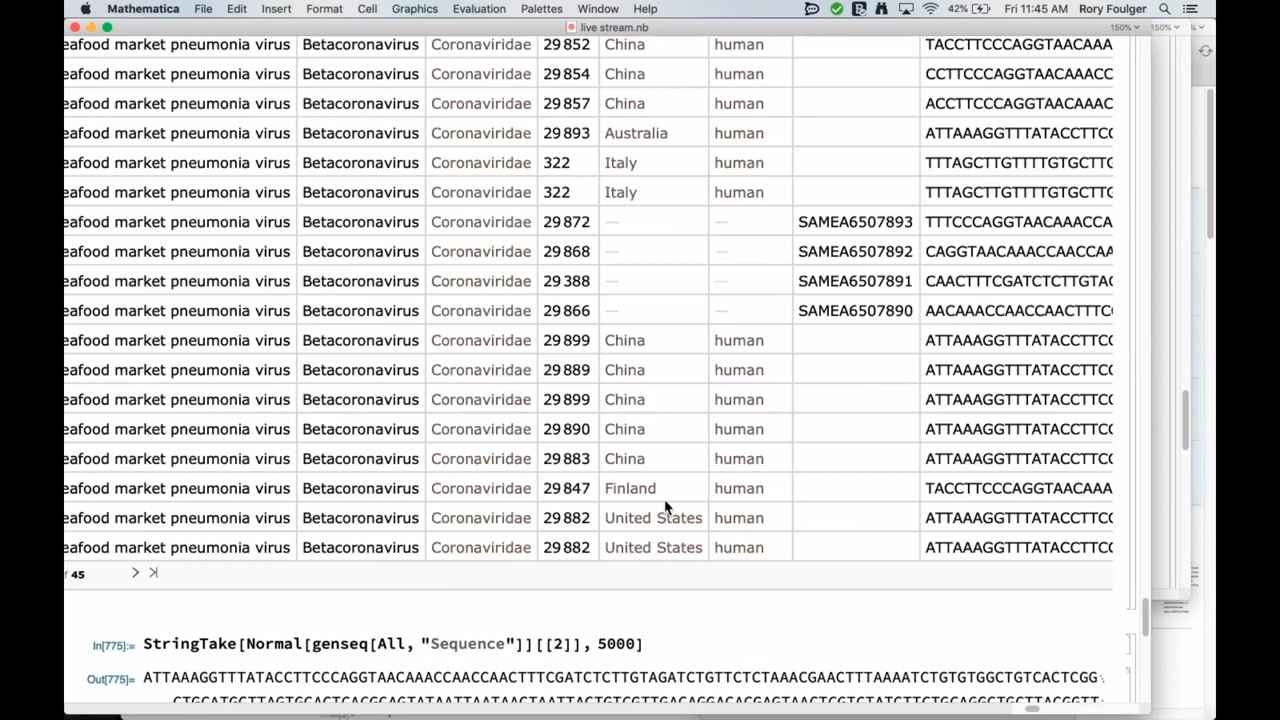 Mathematica File Edit Insert Format Cell Graphics Evaluation Palettes Window Help 42% Fri 11:45 AM Rory Foulger
live stream.nb 150% 150%
eafood market pneumonia virus Betacoronavirus Coronaviridae 29852 China human TACCTTCCCAGGTAACAAA
eafood market pneumonia virus Betacoronavirus Coronaviridae 29854 China human CCTTCCCAGGTAACAAACC
eafood market pneumonia virus Betacoronavirus Coronaviridae 29857 China human ACCTTCCCAGGTAACAAAC
eafood market pneumonia virus Betacoronavirus Coronaviridae 29893 Australia human ATTAAAGGTTTATACCTTCC
eafood market pneumonia virus Betacoronavirus Coronaviridae 322 Italy human TTTAGCTTGTTTTGTGCTTG
eafood market pneumonia virus Betacoronavirus Coronaviridae 322 Italy human TTTAGCTTGTTTTGTGCTTG
eafood market pneumonia virus Betacoronavirus Coronaviridae 29872 — — SAMEA6507893 TTTCCCAGGTAACAAACCA
eafood market pneumonia virus Betacoronavirus Coronaviridae 29868 — — SAMEA6507892 CAGGTAACAAACCAACCAA
eafood market pneumonia virus Betacoronavirus Coronaviridae 29388 — — SAMEA6507891 CAACTTTCGATCTCTTGTAG
eafood market pneumonia virus Betacoronavirus Coronaviridae 29866 — — SAMEA6507890 AACAAACCAACCAACTTTC
eafood market pneumonia virus Betacoronavirus Coronaviridae 29899 China human ATTAAAGGTTTATACCTTCC
eafood market pneumonia virus Betacoronavirus Coronaviridae 29889 China human ATTAAAGGTTTATACCTTCC
eafood market pneumonia virus Betacoronavirus Coronaviridae 29899 China human ATTAAAGGTTTATACCTTCC
eafood market pneumonia virus Betacoronavirus Coronaviridae 29890 China human ATTAAAGGTTTATACCTTCC
eafood market pneumonia virus Betacoronavirus Coronaviridae 29883 China human ATTAAAGGTTTATACCTTCC
eafood market pneumonia virus Betacoronavirus Coronaviridae 29847 Finland human TACCTTCCCAGGTAACAAA
eafood market pneumonia virus Betacoronavirus Coronaviridae 29882 United States human ATTAAAGGTTTATACCTTCC
eafood market pneumonia virus Betacoronavirus Coronaviridae 29882 United States human ATTAAAGGTTTATACCTTCC
45
In[775]:= StringTake[Normal[genseq[All, "Sequence"]][[2]], 5000]
Out[775]= ATTAAAGGTTTATACCTTCCCAGGTAACAAACCAACCAACTTTCGATCTCTTGTAGATCTGTTCTCTAAACGAACTTTAAAATCTGTGTGGCTGTCACTCGG
CTGCATGCTTAGTGCACTCACGCAGTATAATTAATAACTAATTACTGTCGTTGACAGGACACGAGTAACTCGTCTATCTTCTGCAGGCTGCTTACGGTT